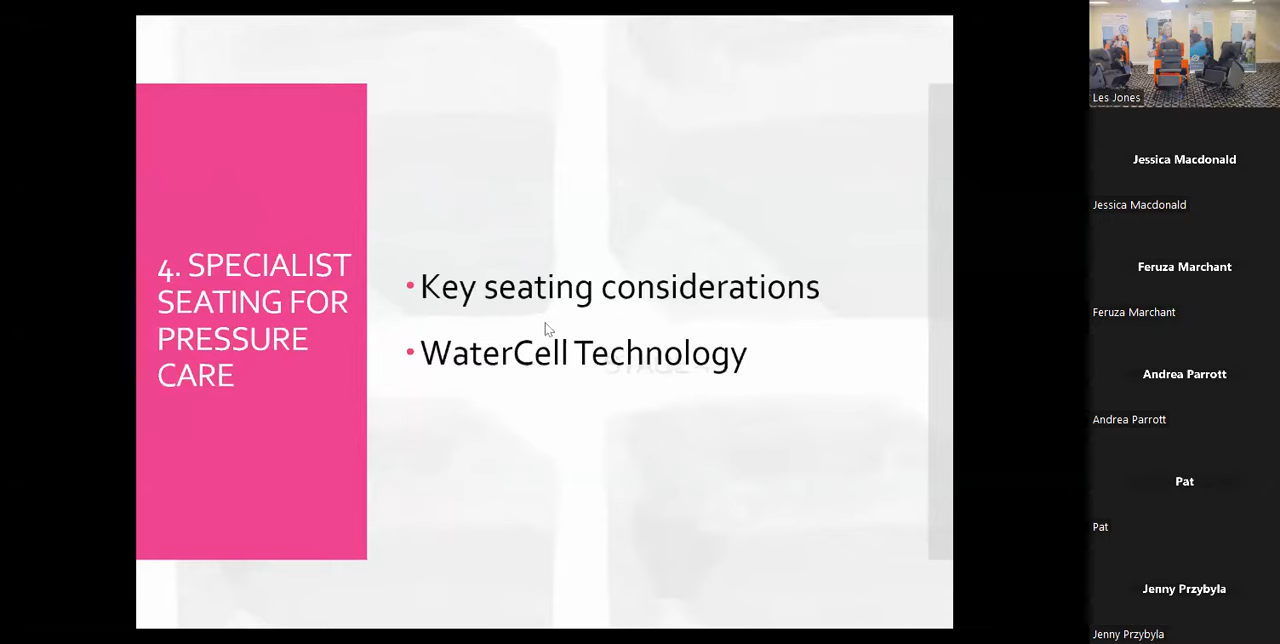 4. SPECIALIST
SEATING FOR
PRESSURE
CARE
• Key seating considerations
• WaterCell Technology
Les Jones
Jessica Macdonald
Jessica Macdonald
Feruza Marchant
Feruza Marchant
Andrea Parrott
Andrea Parrott
Pat
Pat
Jenny Przybyla
Jenny Przybyla